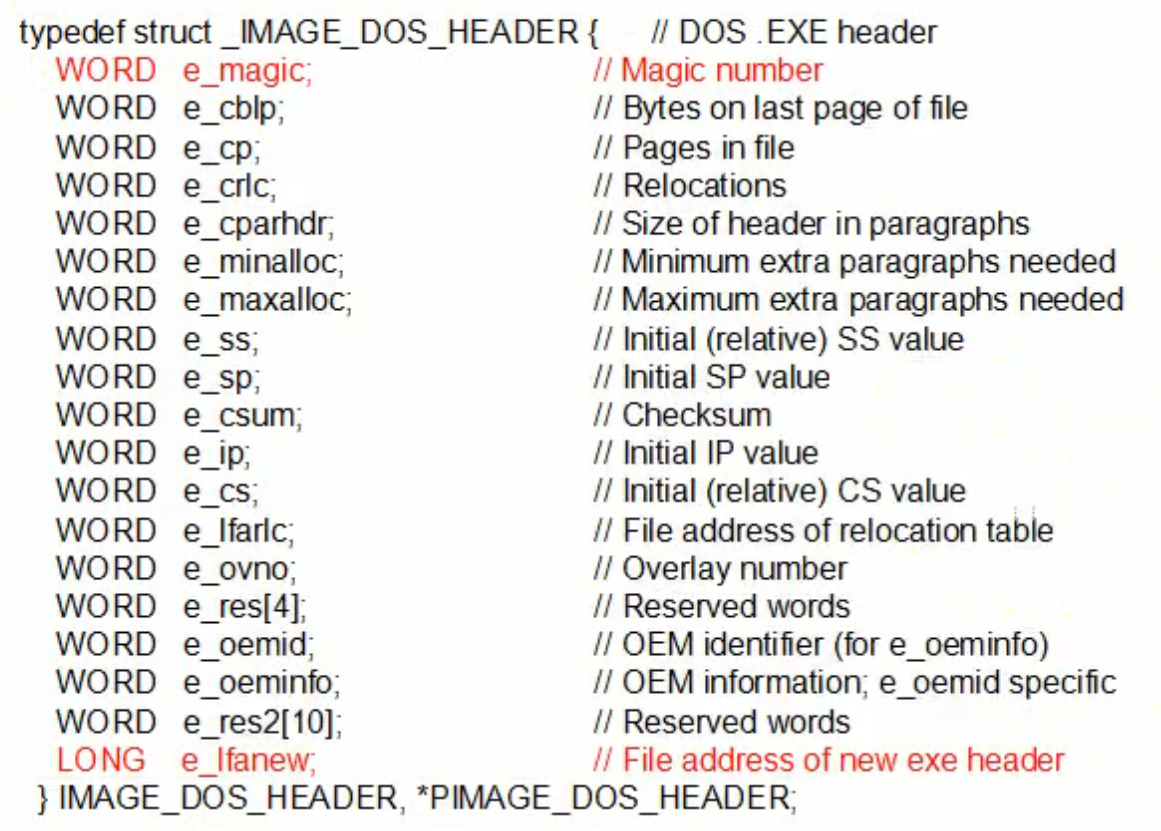 typedef struct _IMAGE_DOS_HEADER { // DOS .EXE header
WORD e_magic; // Magic number
WORD e_cblp; // Bytes on last page of file
WORD e_cp; // Pages in file
WORD e_crlc; // Relocations
WORD e_cparhdr; // Size of header in paragraphs
WORD e_minalloc; // Minimum extra paragraphs needed
WORD e_maxalloc; // Maximum extra paragraphs needed
WORD e_ss; // Initial (relative) SS value
WORD e_sp; // Initial SP value
WORD e_csum; // Checksum
WORD e_ip; // Initial IP value
WORD e_cs; // Initial (relative) CS value
WORD e_lfarlc; // File address of relocation table
WORD e_ovno; // Overlay number
WORD e_res[4]; // Reserved words
WORD e_oemid; // OEM identifier (for e_oeminfo)
WORD e_oeminfo; // OEM information; e_oemid specific
WORD e_res2[10]; // Reserved words
LONG e_lfanew; // File address of new exe header
} IMAGE_DOS_HEADER, *PIMAGE_DOS_HEADER;